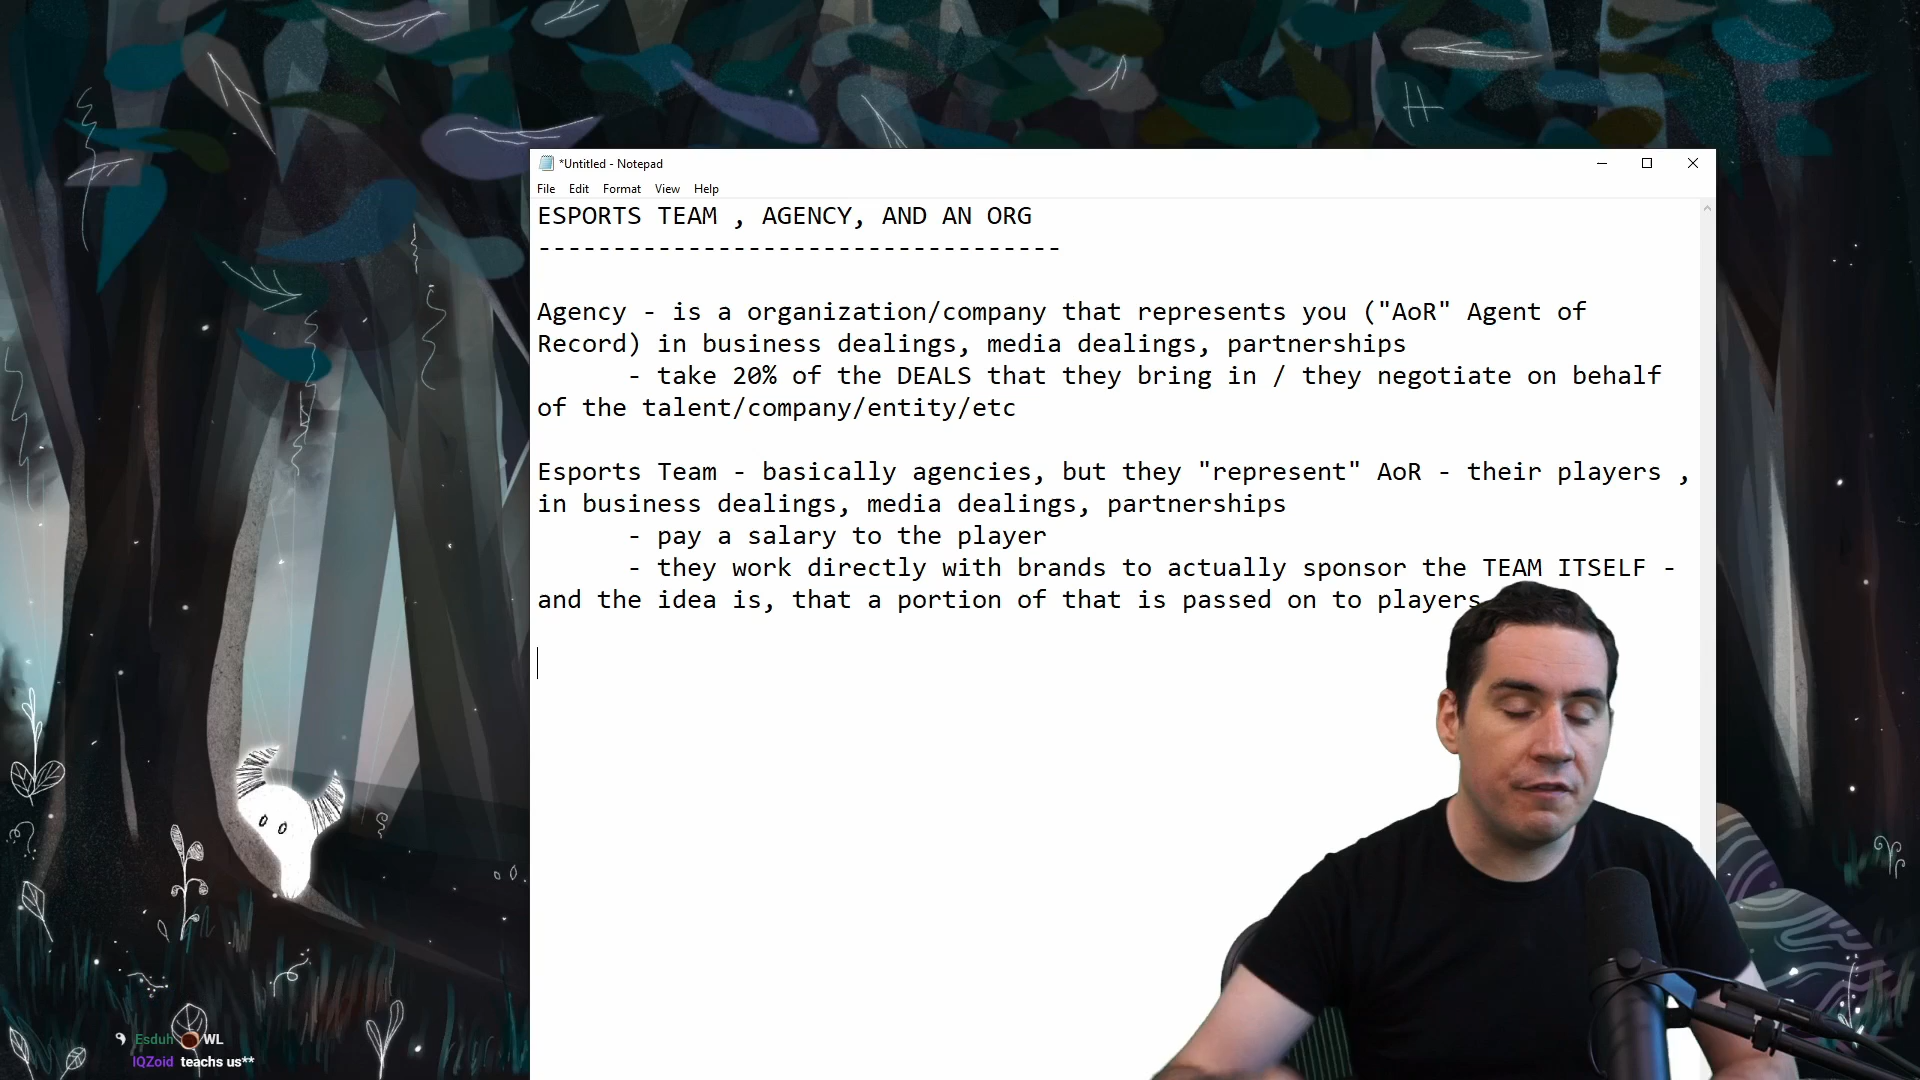 *Untitled - Notepad
File Edit Format View Help
ESPORTS TEAM , AGENCY, AND AN ORG
-----------------------------------
Agency - is a organization/company that represents you ("AoR" Agent of
Record) in business dealings, media dealings, partnerships
- take 20% of the DEALS that they bring in / they negotiate on behalf
of the talent/company/entity/etc
Esports Team - basically agencies, but they "represent" AoR - their players ,
in business dealings, media dealings, partnerships
- pay a salary to the player
- they work directly with brands to actually sponsor the TEAM ITSELF -
and the idea is, that a portion of that is passed on to players
Esduh WL
IQZoid teachs us**